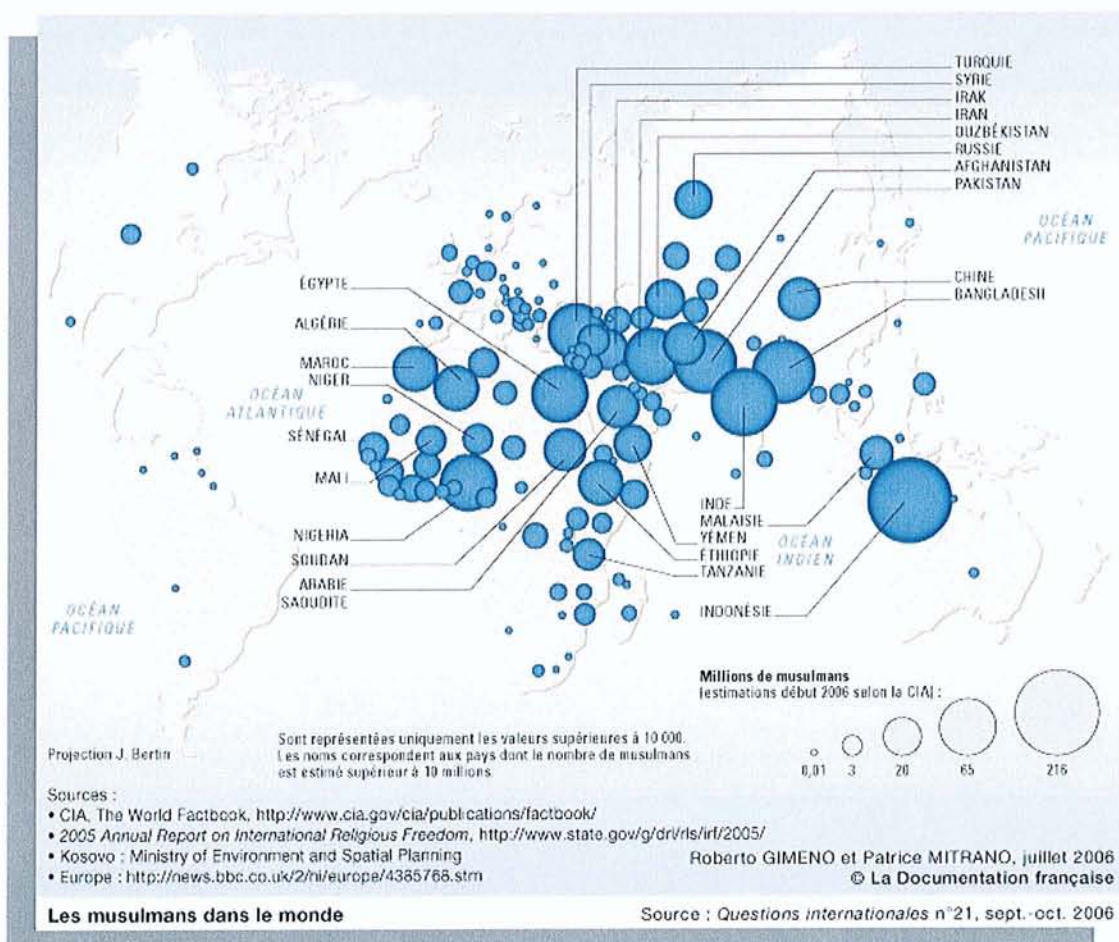 TURQUIE
SYRIE
IRAK
IRAN
OUZBÉKISTAN
RUSSIE
AFGHANISTAN
PAKISTAN
OCÉAN
PACIFIQUE
CHINE
BANGLADESH
ÉGYPTE
ALGÉRIE
MAROC
NIGER
OCÉAN
ATLANTIQUE
SÉNÉGAL
MALI
NIGERIA
SOUDAN
ARABIE
SAOUDITE
INDE
MALAISIE
YÉMEN
ÉTHIOPIE
TANZANIE
OCÉAN
INDIEN
INDONÉSIE
OCÉAN
PACIFIQUE
Millions de musulmans
(estimations début 2006 selon la CIA) :
0,01 3 20 65 216
Projection J. Bertin
Sont représentées uniquement les valeurs supérieures à 10 000.
Les noms correspondent aux pays dont le nombre de musulmans
est estimé supérieur à 10 millions
Sources :
• CIA, The World Factbook, http://www.cia.gov/cia/publications/factbook/
• 2005 Annual Report on International Religious Freedom, http://www.state.gov/g/drl/rls/irf/2005/
• Kosovo : Ministry of Environment and Spatial Planning
• Europe : http://news.bbc.co.uk/2/hi/europe/4385768.stm
Roberto GIMENO et Patrice MITRANO, juillet 2006
© La Documentation française
Les musulmans dans le monde
Source : Questions internationales n°21, sept.-oct. 2006